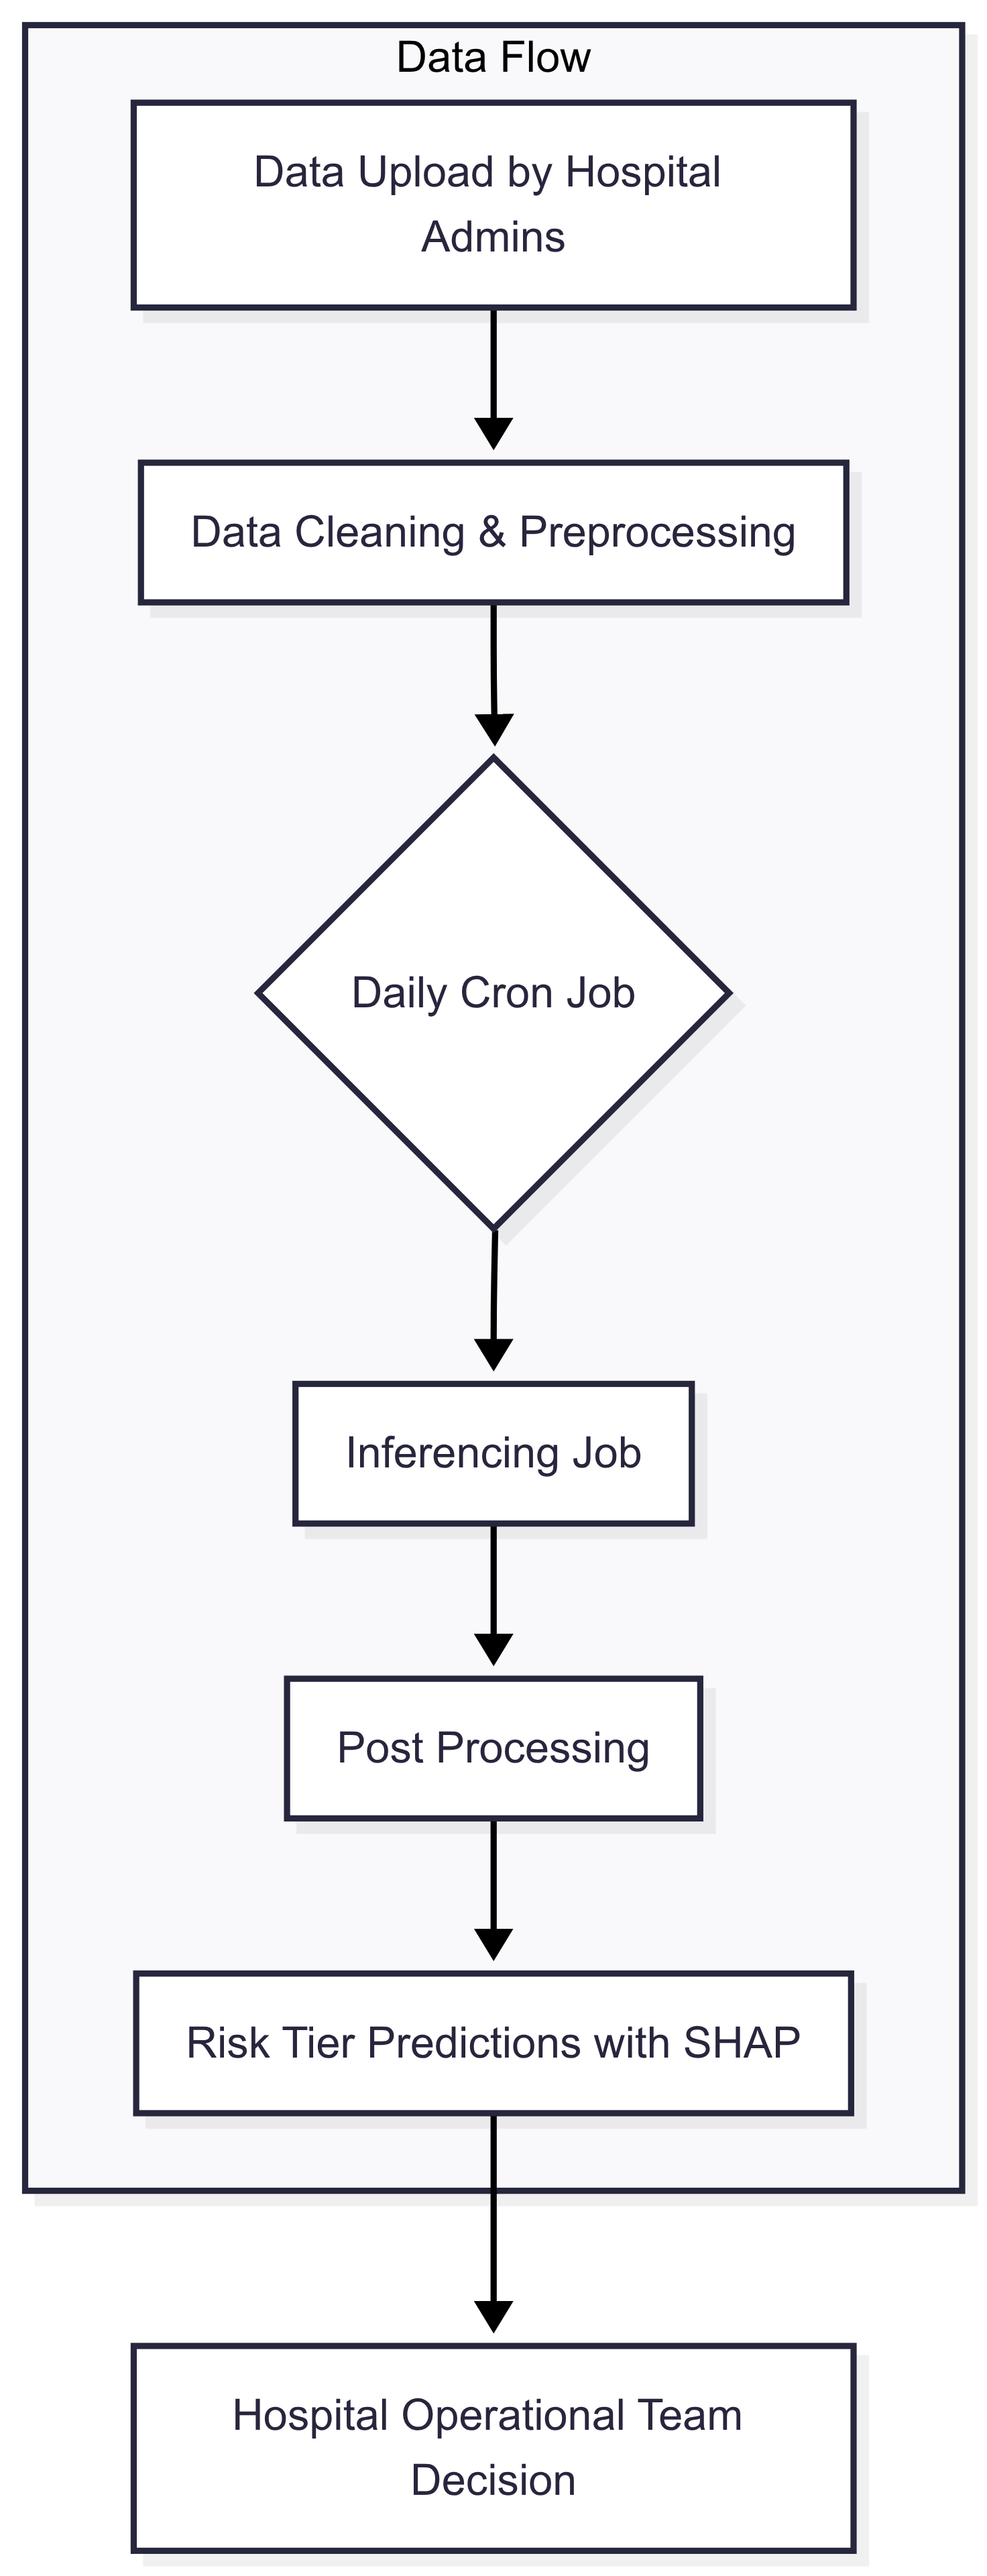 Data Flow
Data Upload by Hospital
Admins
Data Cleaning & Preprocessing
Daily Cron Job
Inferencing Job
Post Processing
Risk Tier Predictions with SHAP
Hospital Operational Team
Decision